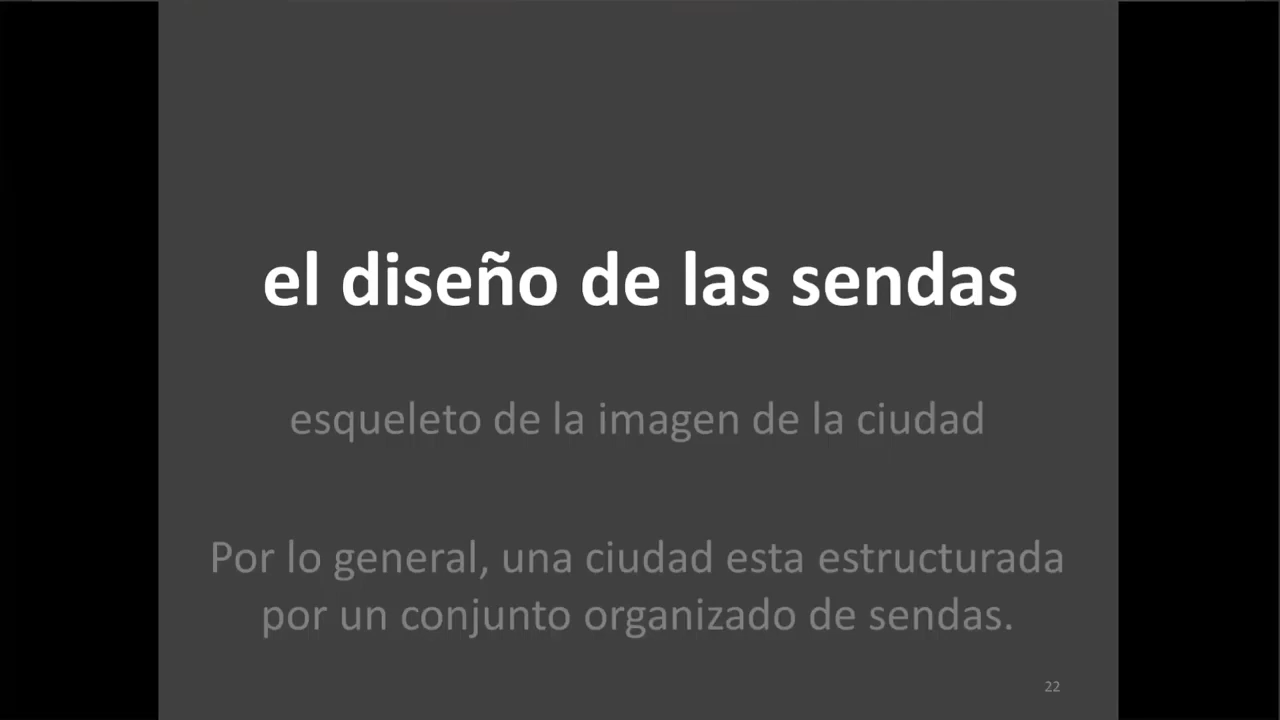 el diseño de las sendas
esqueleto de la imagen de la ciudad
Por lo general, una ciudad esta estructurada
por un conjunto organizado de sendas.
22